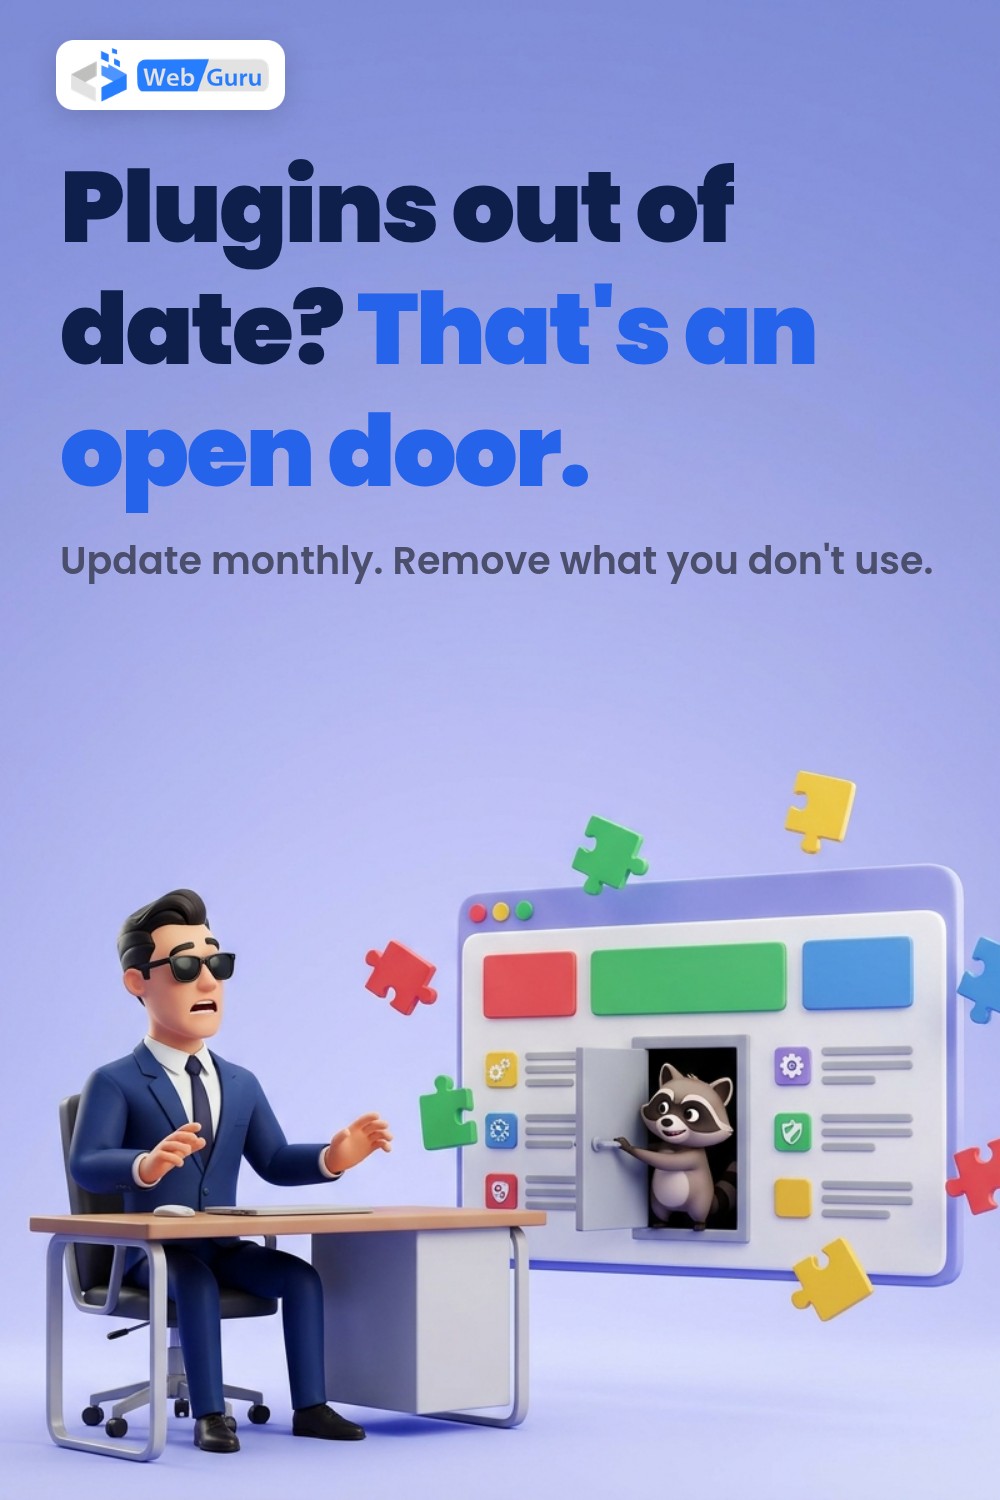 Web Guru
Plugins out of
date? That's an
open door.
Update monthly. Remove what you don't use.